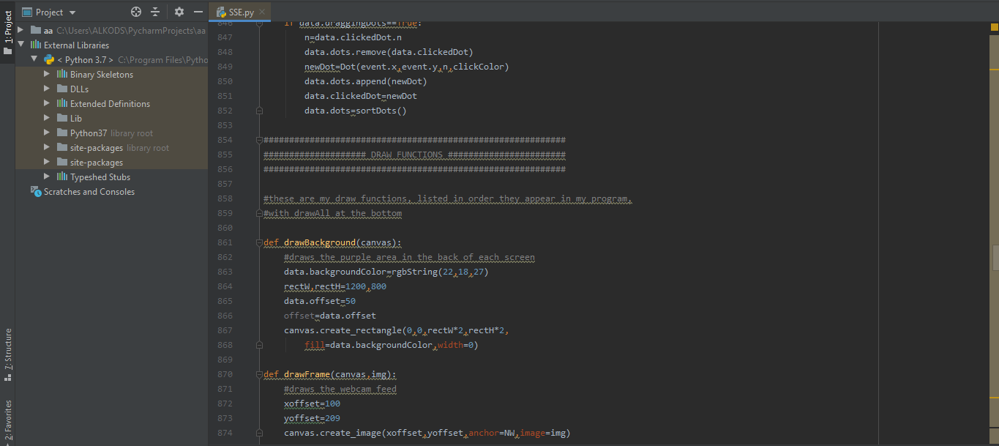 Project
SSE.py
1: Project
aa C:\Users\ALKODS\PycharmProjects\aa
External Libraries
< Python 3.7 > C:\Program Files\Pytho
Binary Skeletons
DLLs
Extended Definitions
Lib
Python37 library root
site-packages library root
site-packages
Typeshed Stubs
Scratches and Consoles
7: Structure
2: Favorites
846 if data.draggingDots==True:
847 n=data.clickedDot.n
848 data.dots.remove(data.clickedDot)
849 newDot=Dot(event.x,event.y,n,clickColor)
850 data.dots.append(newDot)
851 data.clickedDot=newDot
852 data.dots=sortDots()
853
854 ###########################################################
855 #################### DRAW FUNCTIONS #######################
856 ###########################################################
857
858 #these are my draw functions, listed in order they appear in my program,
859 #with drawAll at the bottom
860
861 def drawBackground(canvas):
862 #draws the purple area in the back of each screen
863 data.backgroundColor=rgbString(22,18,27)
864 rectW,rectH=1200,800
865 data.offset=50
866 offset=data.offset
867 canvas.create_rectangle(0,0,rectW*2,rectH*2,
868 fill=data.backgroundColor,width=0)
869
870 def drawFrame(canvas,img):
871 #draws the webcam feed
872 xoffset=100
873 yoffset=209
874 canvas.create_image(xoffset,yoffset,anchor=NW,image=img)